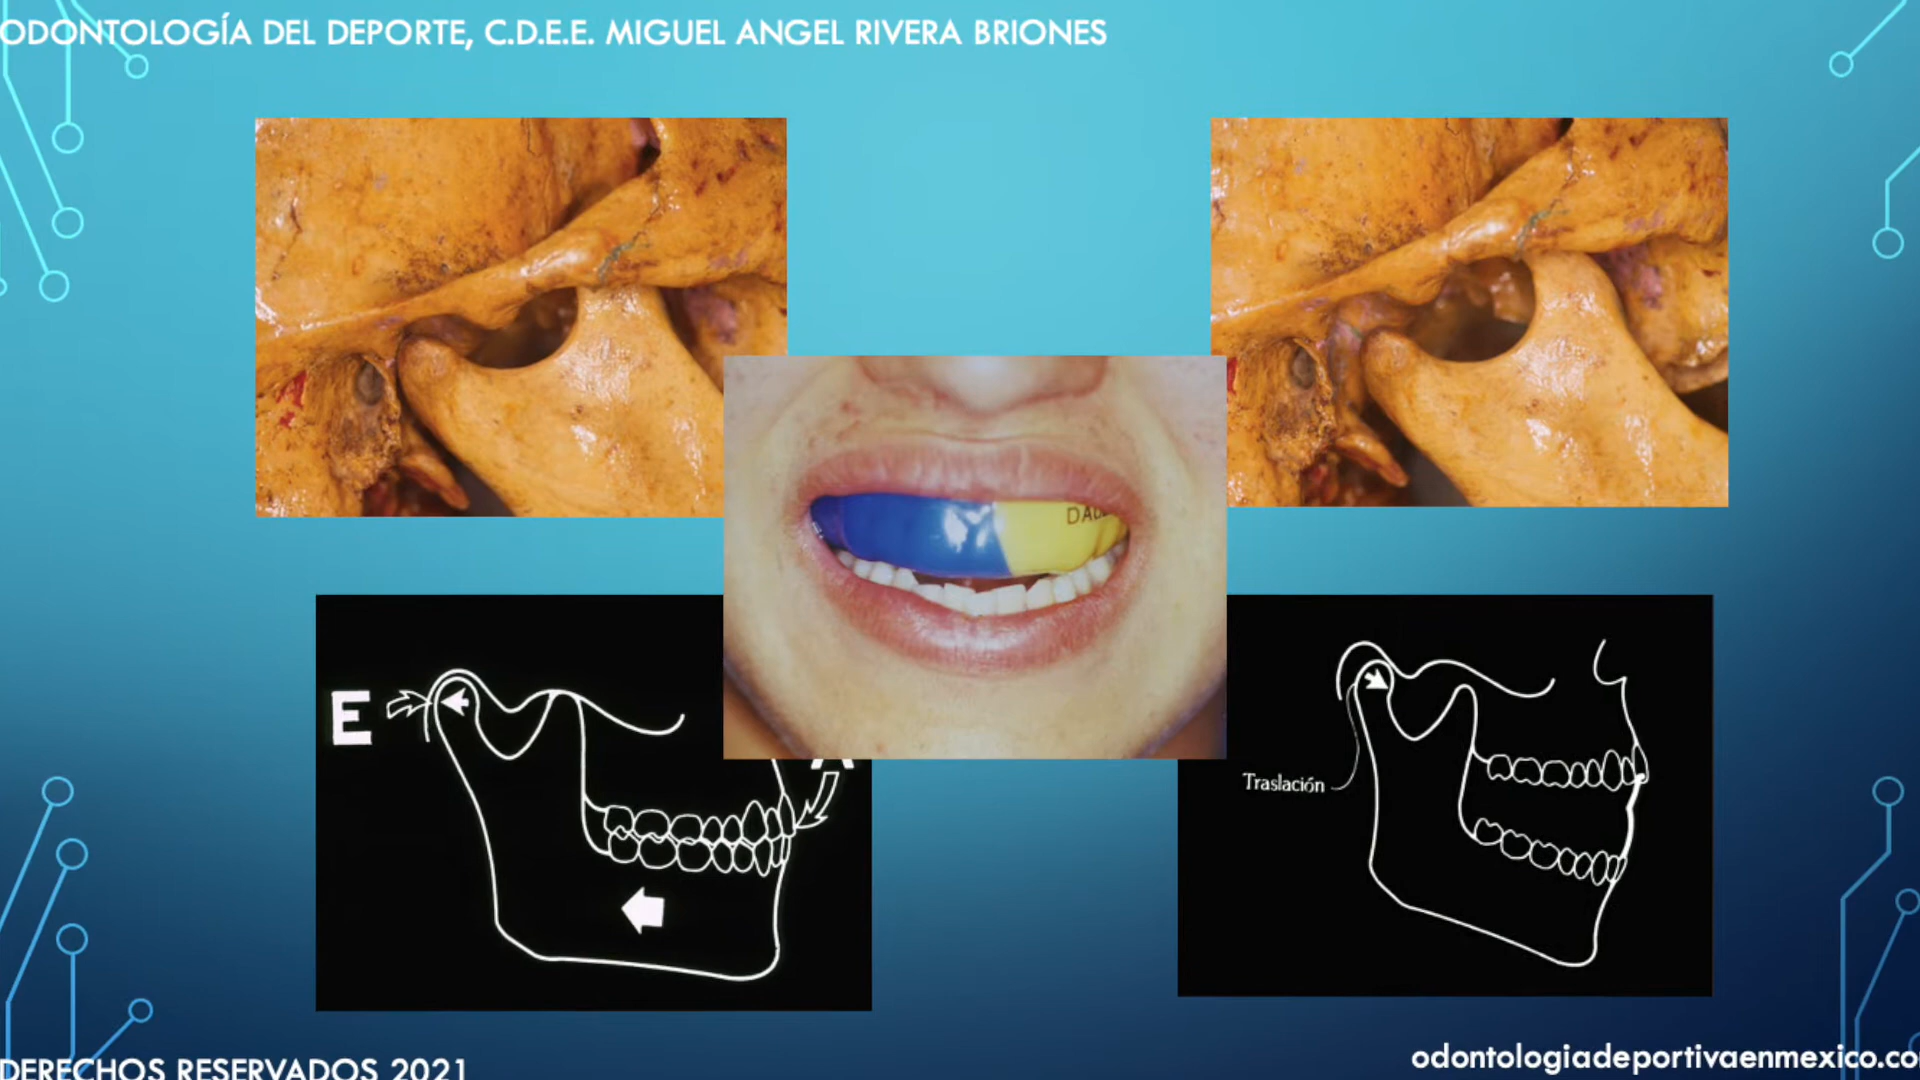 ODONTOLOGÍA DEL DEPORTE, C.D.E.E. MIGUEL ANGEL RIVERA BRIONES
E
Traslación
DERECHOS RESERVADOS 2021
odontologiadeportivaenmexico.co